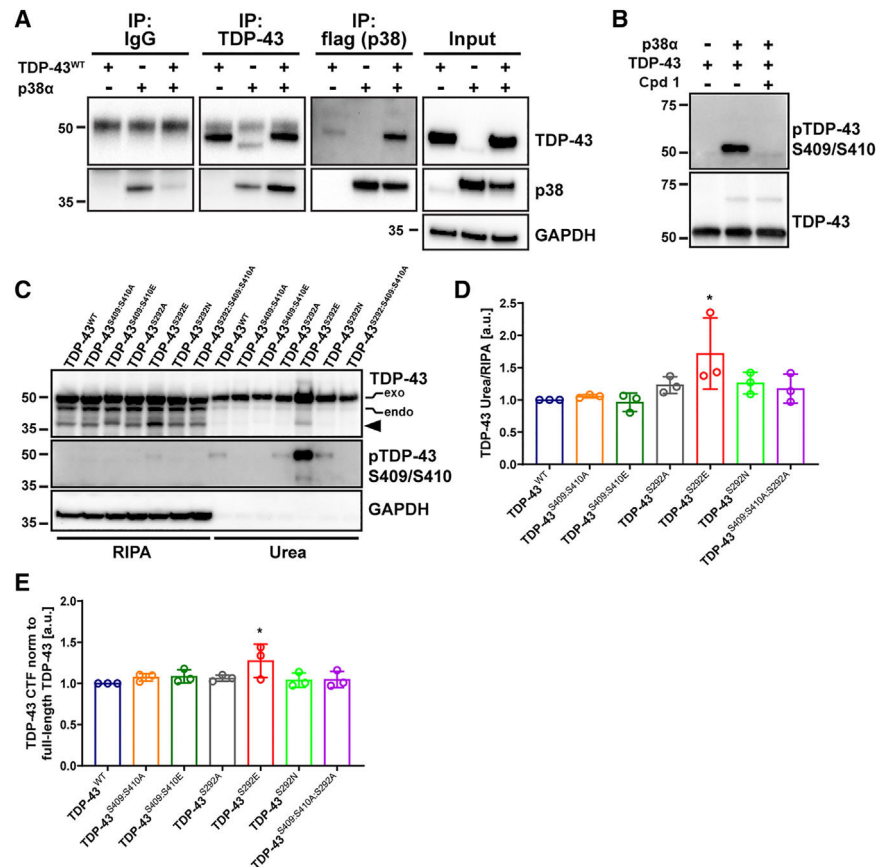 A
IP: IgG
IP: TDP-43
IP: flag (p38)
Input
TDP-43WT + - + + - + + - + + - +
p38α - + + - + + - + + - + +
50
TDP-43
35
p38
35
GAPDH
B
p38α - + +
TDP-43 + + +
Cpd 1 - - +
75
50
pTDP-43 S409/S410
75
50
TDP-43
C
TDP-43WT
TDP-43S409:S410A
TDP-43S409:S410E
TDP-43S292A
TDP-43S292E
TDP-43S292N
TDP-43S292:S409:S410A
TDP-43WT
TDP-43S409:S410A
TDP-43S409:S410E
TDP-43S292A
TDP-43S292E
TDP-43S292N
TDP-43S292:S409:S410A
TDP-43
50
exo
endo
35
50
pTDP-43
S409/S410
35
35
GAPDH
RIPA
Urea
D
TDP-43 Urea/RIPA [a.u.]
2.5
2.0
1.5
1.0
0.5
0.0
*
TDP-43WT
TDP-43S409:S410A
TDP-43S409:S410E
TDP-43S292A
TDP-43S292E
TDP-43S292N
TDP-43S409:S410A:S292A
E
TDP-43 CTF norm to
full-length TDP-43 [a.u.]
2.0
1.5
1.0
0.5
0.0
*
TDP-43WT
TDP-43S409:S410A
TDP-43S409:S410E
TDP-43S292A
TDP-43S292E
TDP-43S292N
TDP-43S409:S410A:S292A